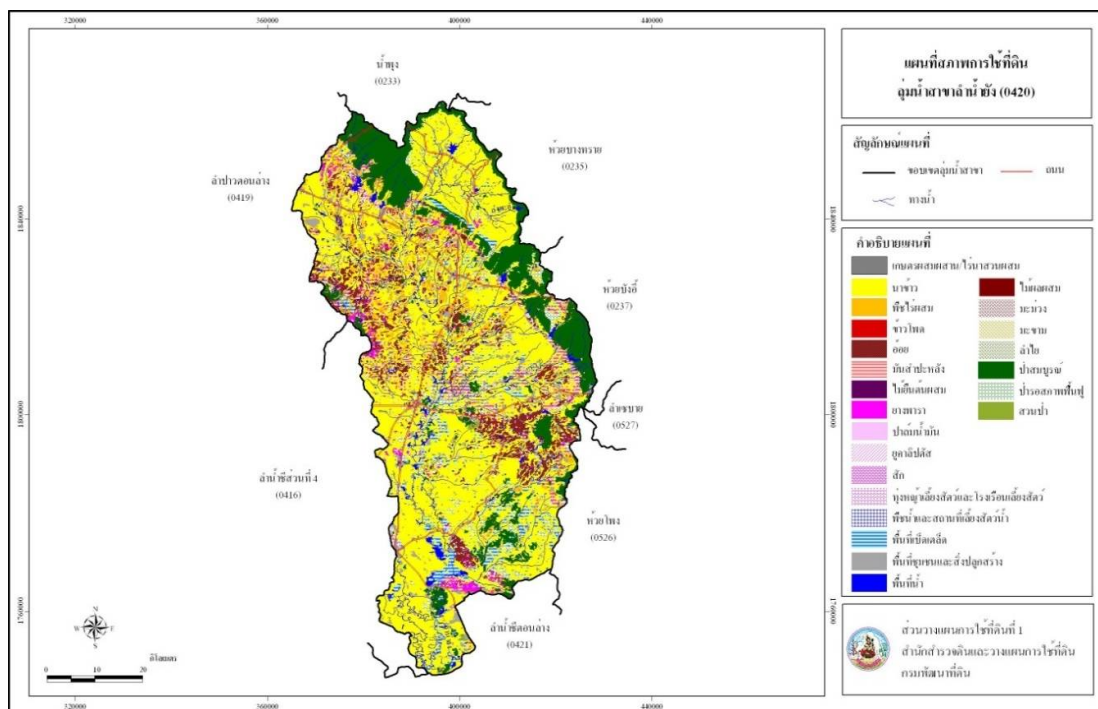 320000 360000 400000 440000
น้ำพุง
(0233)
ห้วยบางทราย
(0235)
ลำปาวตอนล่าง
(0419)
1840000 1840000
ห้วยบังอี้
(0237)
1800000 1800000
ลำเซบาย
(0527)
ลำน้ำชีส่วนที่ 4
(0416)
ห้วยโพง
(0526)
1760000 1760000
ลำน้ำชีตอนล่าง
(0421)
N
W E
S
กิโลเมตร
0 10 20
320000 360000 400000 440000
แผนที่สภาพการใช้ที่ดิน
ลุ่มน้ำสาขาลำน้ำยัง (0420)
สัญลักษณ์แผนที่
ขอบเขตลุ่มน้ำสาขา ถนน
ทางน้ำ
คำอธิบายแผนที่
เกษตรผสมผสาน/ไร่นาสวนผสม
นาข้าว ไม้ผลผสม
พืชไร่ผสม มะม่วง
ข้าวโพด มะขาม
อ้อย ลำไย
มันสำปะหลัง ป่าสมบูรณ์
ไม้ยืนต้นผสม ป่ารอสภาพฟื้นฟู
ยางพารา สวนป่า
ปาล์มน้ำมัน
ยูคาลิปตัส
สัก
ทุ่งหญ้าเลี้ยงสัตว์และโรงเรือนเลี้ยงสัตว์
พืชน้ำและสถานที่เลี้ยงสัตว์น้ำ
พื้นที่เบ็ดเตล็ด
พื้นที่ชุมชนและสิ่งปลูกสร้าง
พื้นที่น้ำ
ส่วนวางแผนการใช้ที่ดินที่ 1
สำนักสำรวจดินและวางแผนการใช้ที่ดิน
กรมพัฒนาที่ดิน